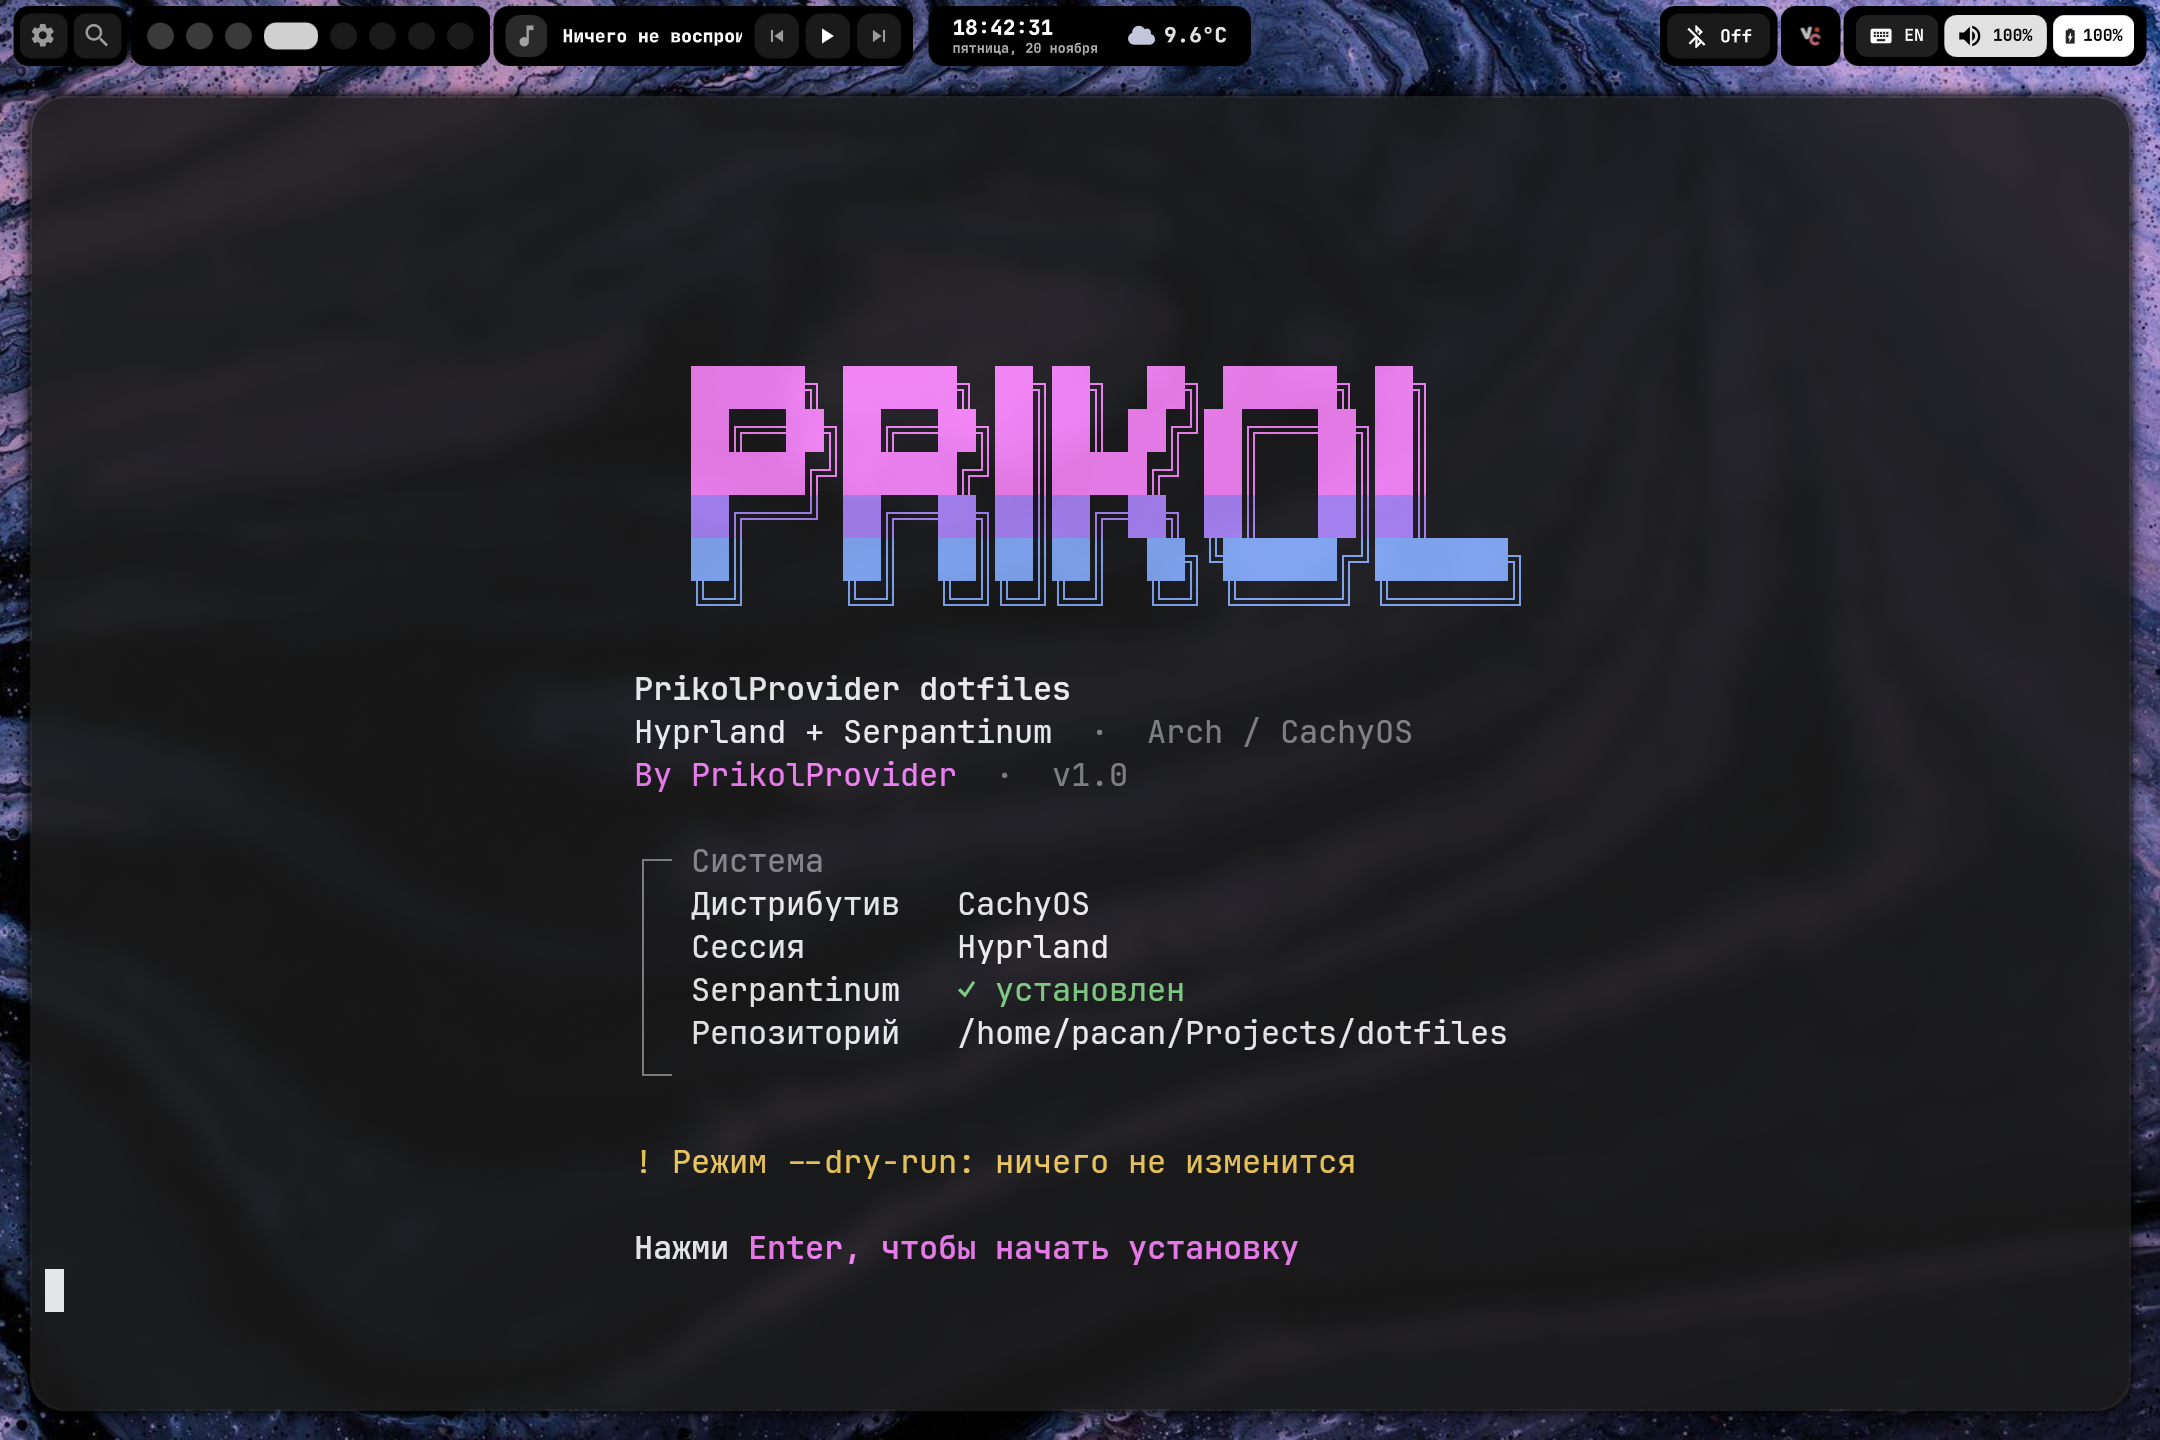 Ничего не воспрои
18:42:31
пятница, 20 ноября
9.6°C
Off
EN
100%
100%
PRIKOL
PrikolProvider dotfiles
Hyprland + Serpantinum · Arch / CachyOS
By PrikolProvider · v1.0
Система
Дистрибутив CachyOS
Сессия Hyprland
Serpantinum ✓ установлен
Репозиторий /home/pacan/Projects/dotfiles
! Режим --dry-run: ничего не изменится
Нажми Enter, чтобы начать установку